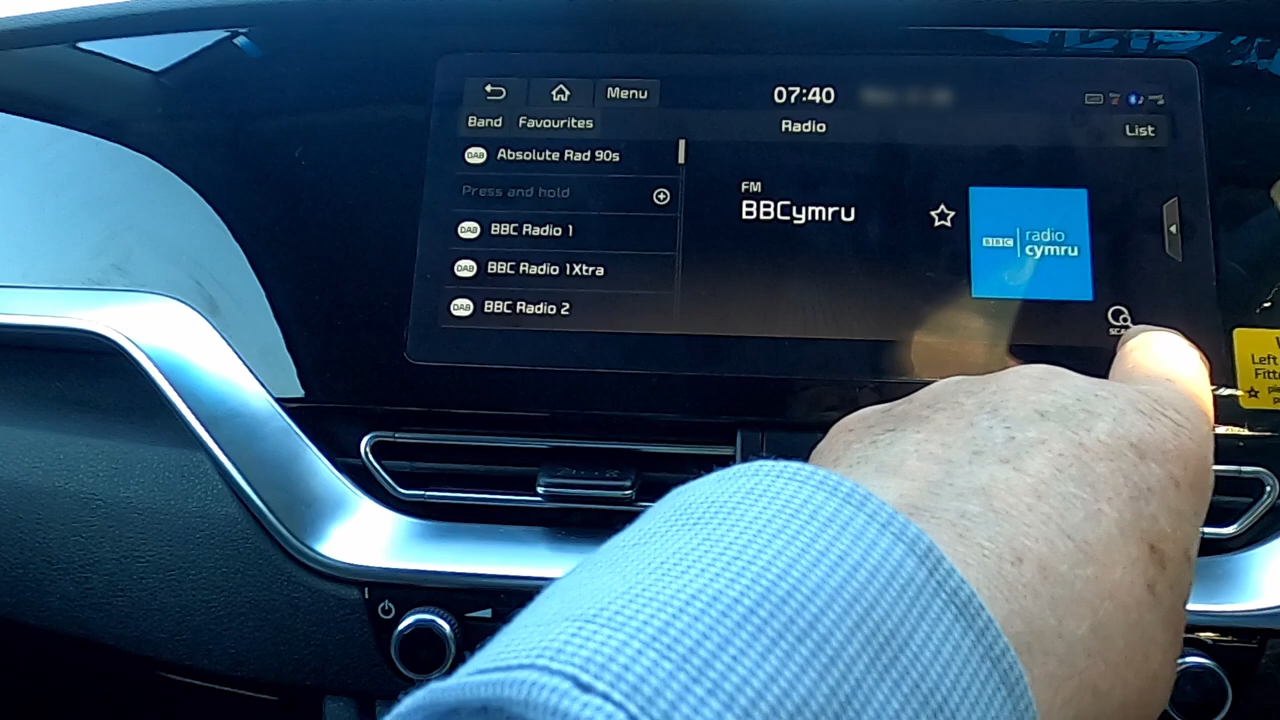 Menu
07:40
Band
Favourites
Radio
List
DAB Absolute Rad 90s
Press and hold
DAB BBC Radio 1
DAB BBC Radio 1Xtra
DAB BBC Radio 2
FM
BBCymru
BBC radio
cymru
Left